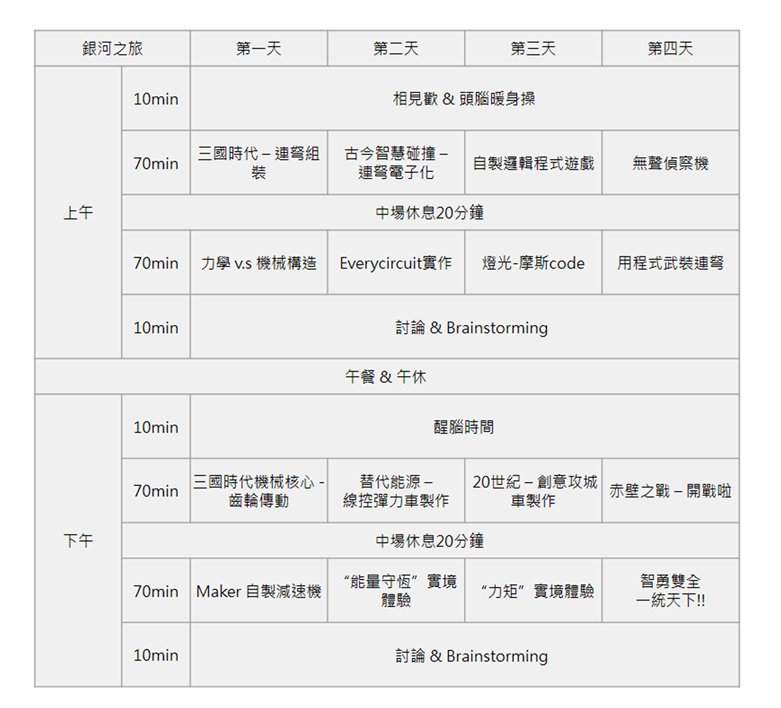 銀河之旅
第一天
第二天
第三天
第四天
上午
10min
相見歡 & 頭腦暖身操
70min
三國時代 – 連弩組
裝
古今智慧碰撞 –
連弩電子化
自製邏輯程式遊戲
無聲偵察機
中場休息20分鐘
70min
力學 v.s 機械構造
Everycircuit實作
燈光-摩斯code
用程式武裝連弩
10min
討論 & Brainstorming
午餐 & 午休
下午
10min
醒腦時間
70min
三國時代機械核心 -
齒輪傳動
替代能源 –
線控彈力車製作
20世紀 – 創意攻城
車製作
赤壁之戰 – 開戰啦
中場休息20分鐘
70min
Maker 自製減速機
“能量守恆”實境
體驗
“力矩”實境體驗
智勇雙全
一統天下!!
10min
討論 & Brainstorming